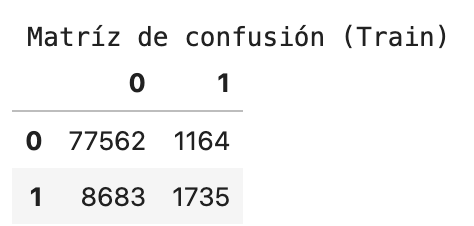 Matríz de confusión (Train)
0 1
0 77562 1164
1 8683 1735